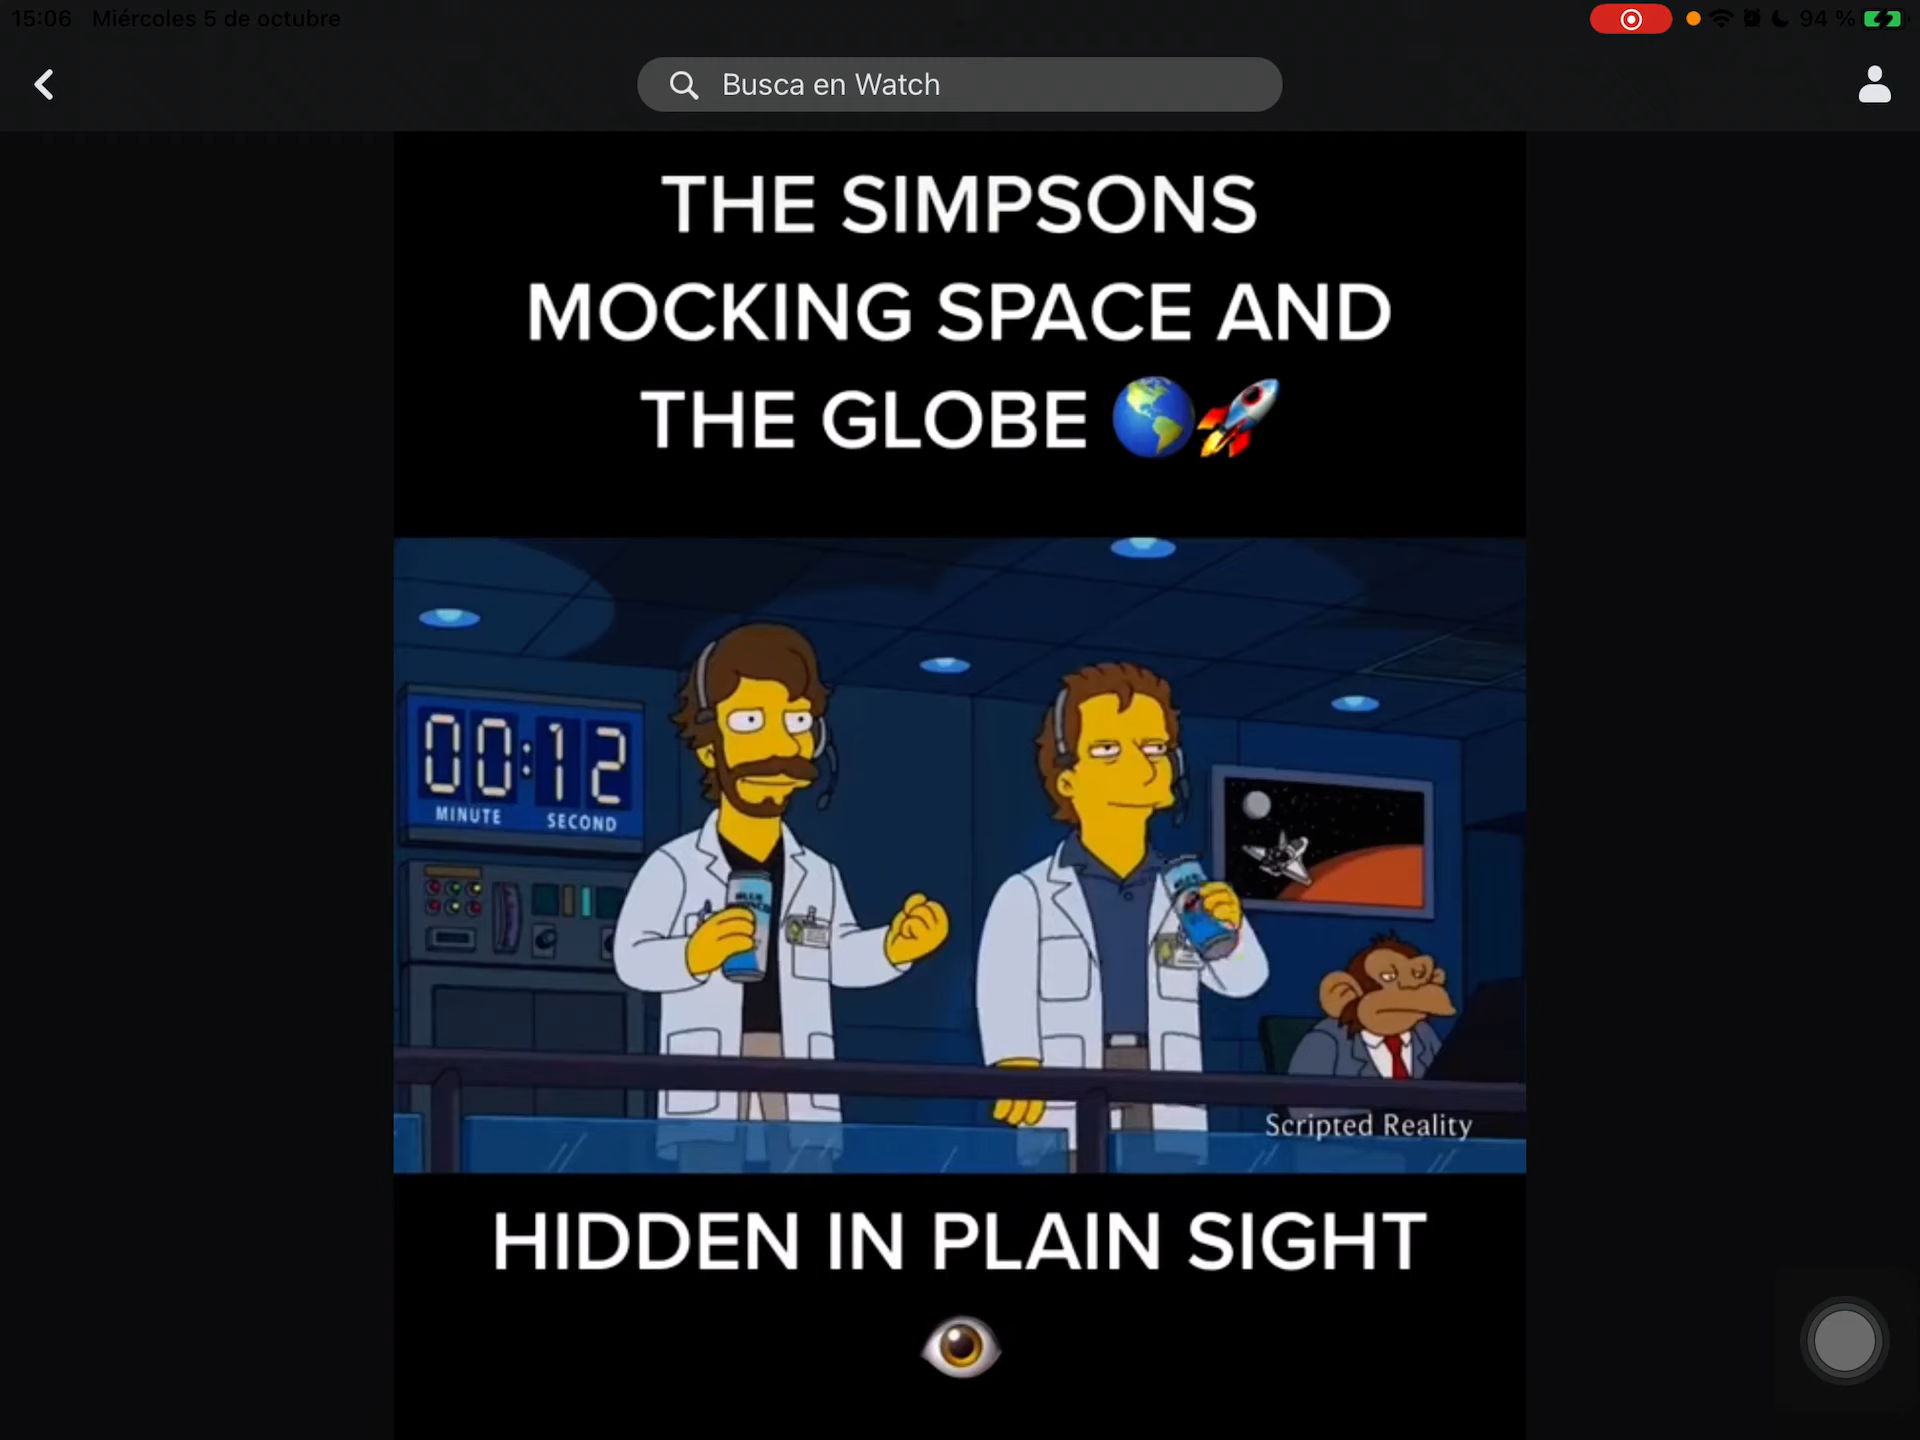 15:06 Miércoles 5 de octubre
94 %
Busca en Watch
THE SIMPSONS
MOCKING SPACE AND
THE GLOBE
00:12
MINUTE SECOND
Scripted Reality
HIDDEN IN PLAIN SIGHT